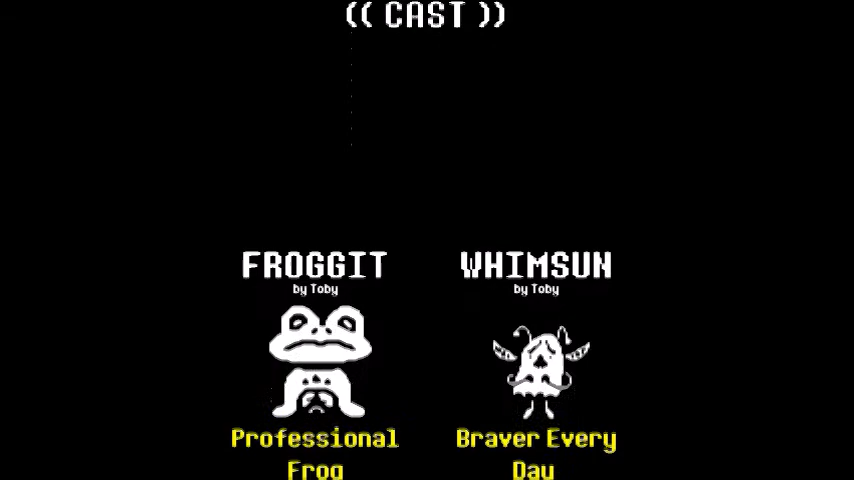 (( CAST ))
FROGGIT WHIMSUN
by Toby by Toby
Professional Braver Every
Frog Day